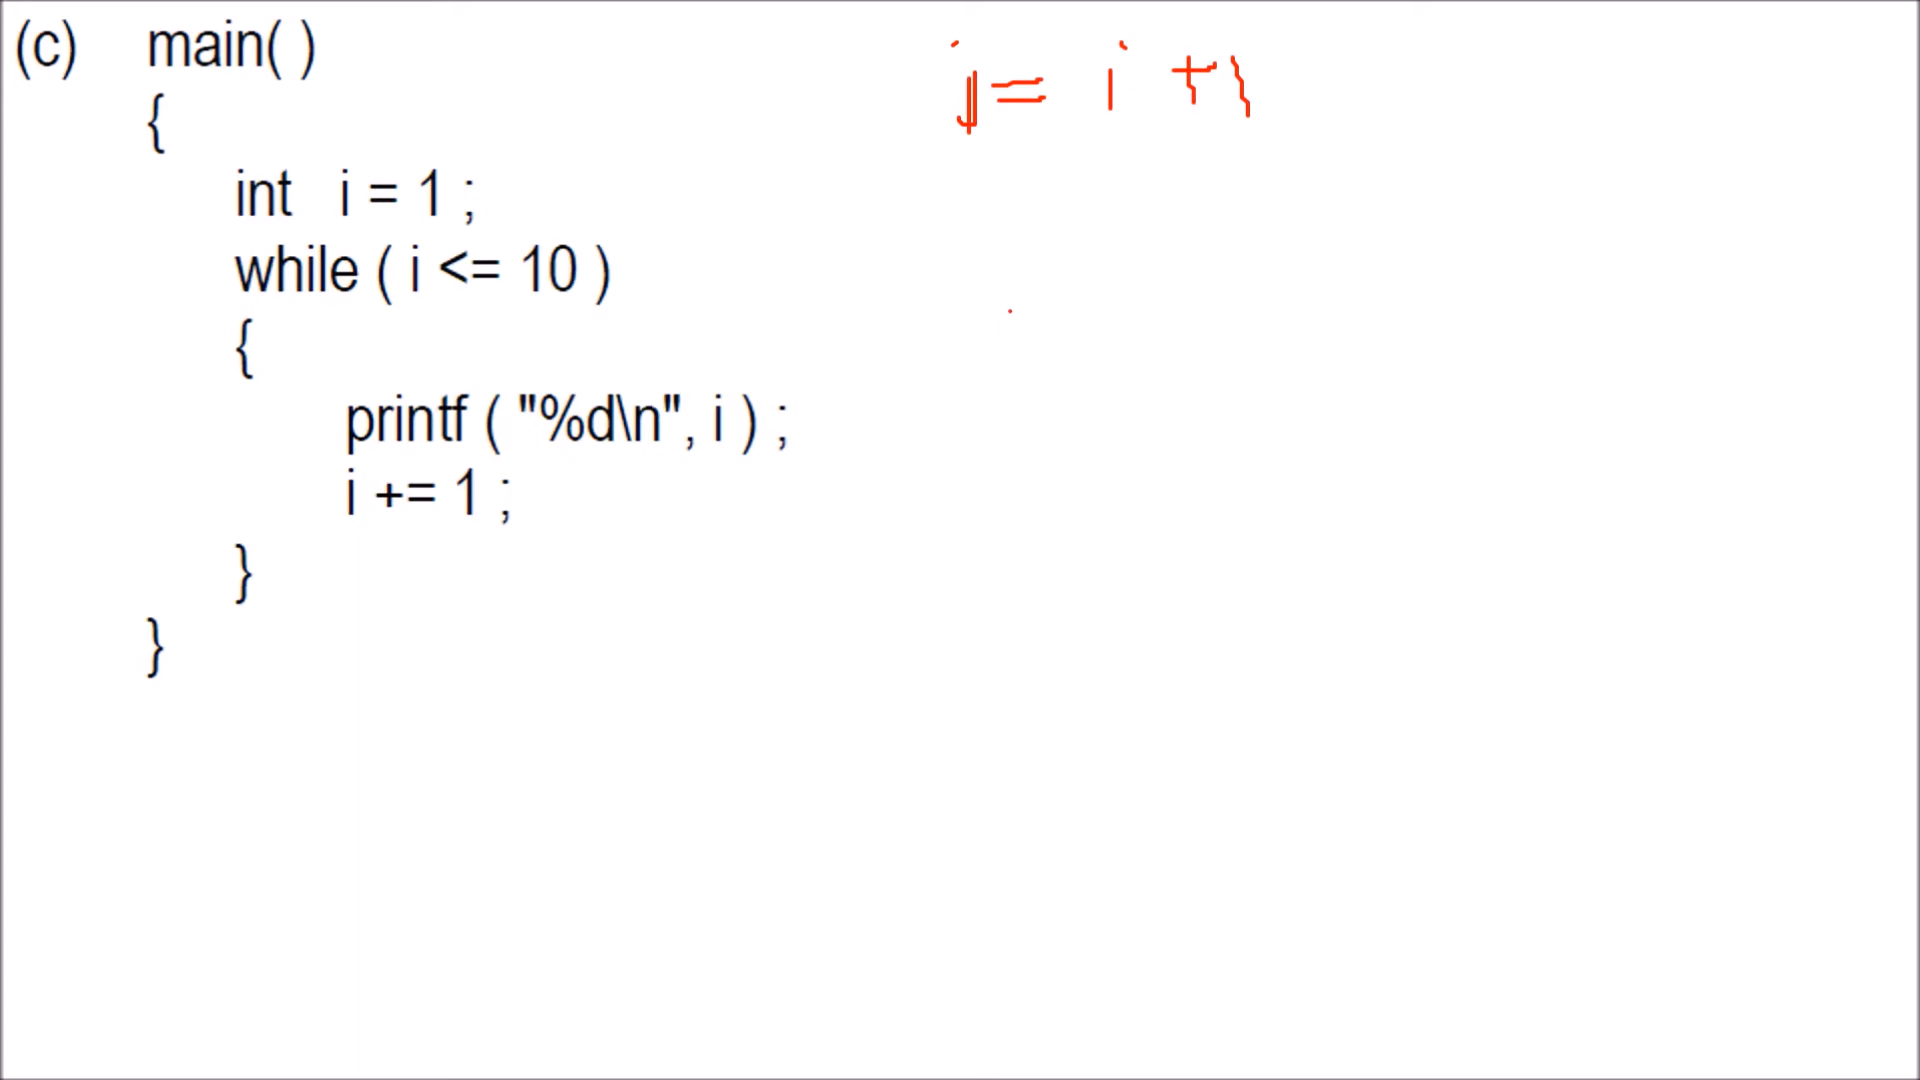 (c) main( )
j = i + 1
{
int i = 1 ;
while ( i <= 10 )
{
printf ( "%d\n", i ) ;
i += 1 ;
}
}